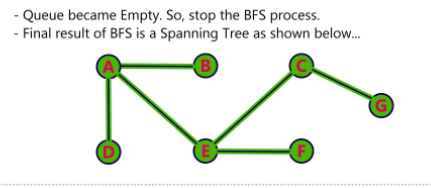 - Queue became Empty. So, stop the BFS process.
- Final result of BFS is a Spanning Tree as shown below...
A B C
G
D E F